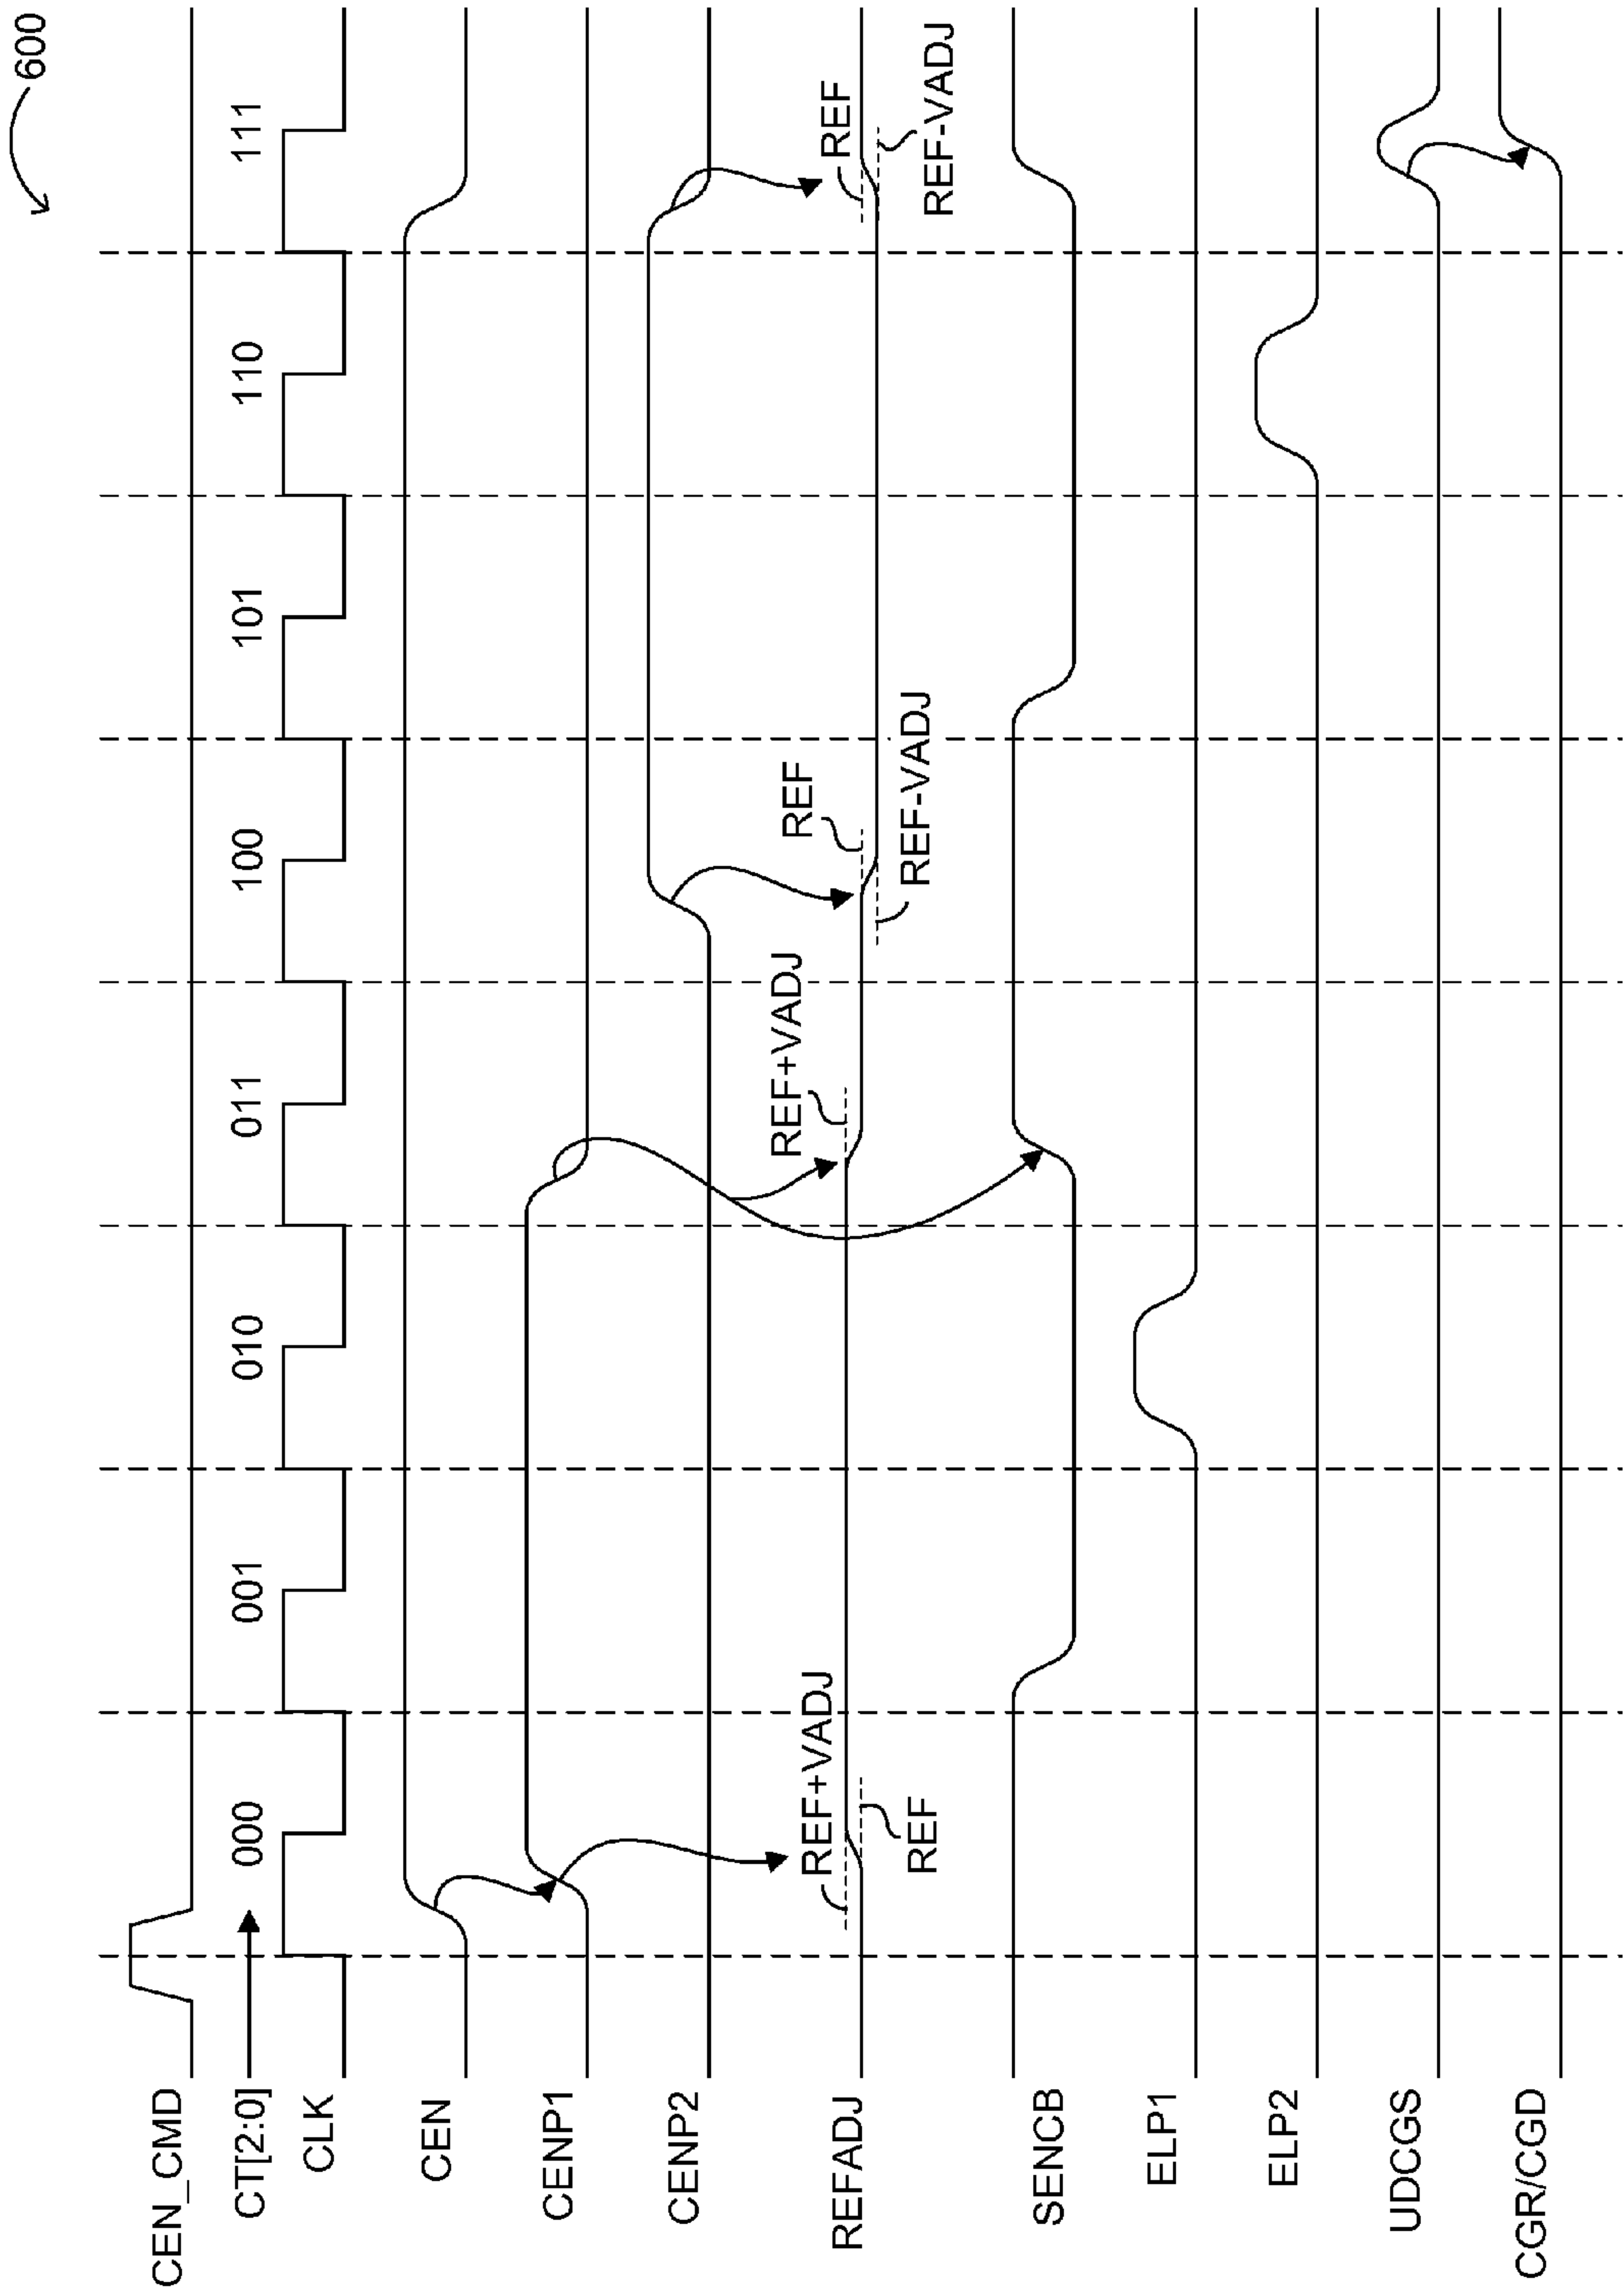 600
CEN_CMD
CT[2:0]
000
001
010
011
100
101
110
111
CLK
CEN
CENP1
CENP2
REFADJ
REF+VADJ
REF
REF+VADJ
REF
REF-VADJ
REF
REF-VADJ
SENCB
ELP1
ELP2
UDCGS
CGR/CGD